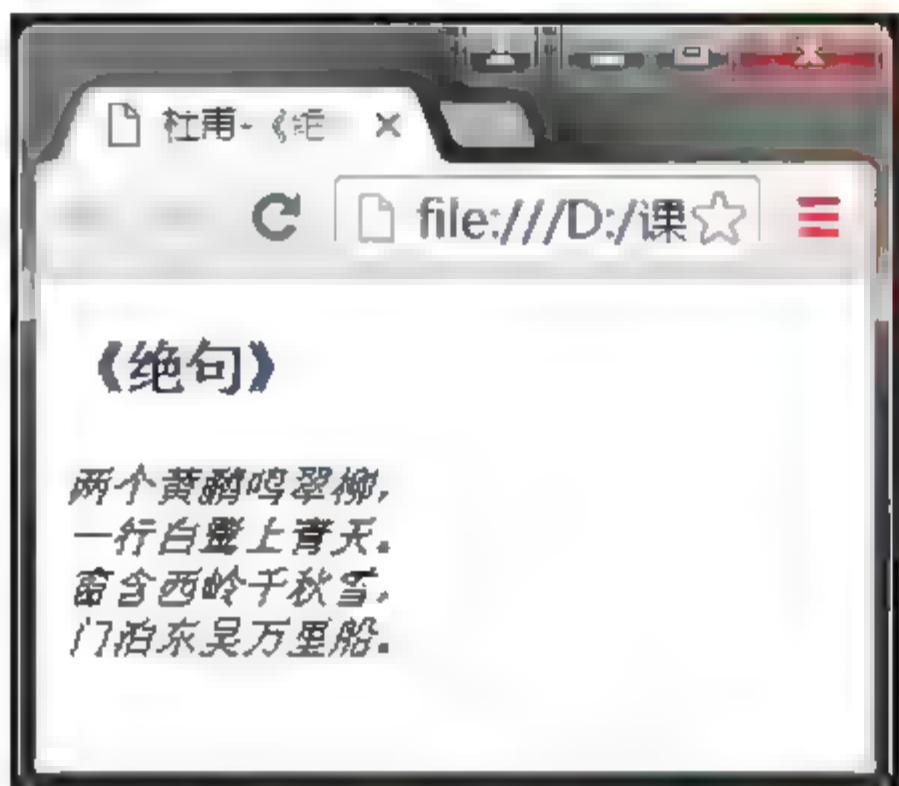 杜甫-《绝
file:///D:/课
《绝句》
两个黄鹂鸣翠柳,
一行白鹭上青天。
窗含西岭千秋雪,
门泊东吴万里船。